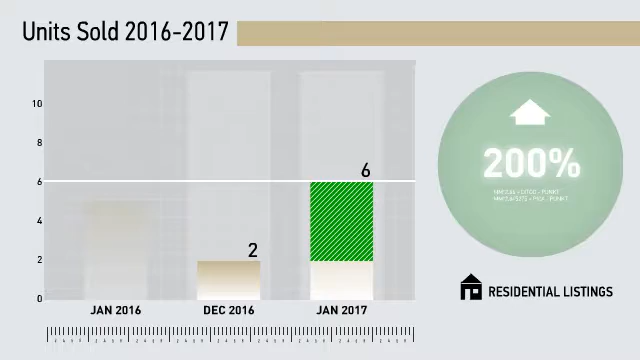 Units Sold 2016-2017
10
8
6
4
2
0
2
6
JAN 2016
DEC 2016
JAN 2017
200%
RESIDENTIAL LISTINGS